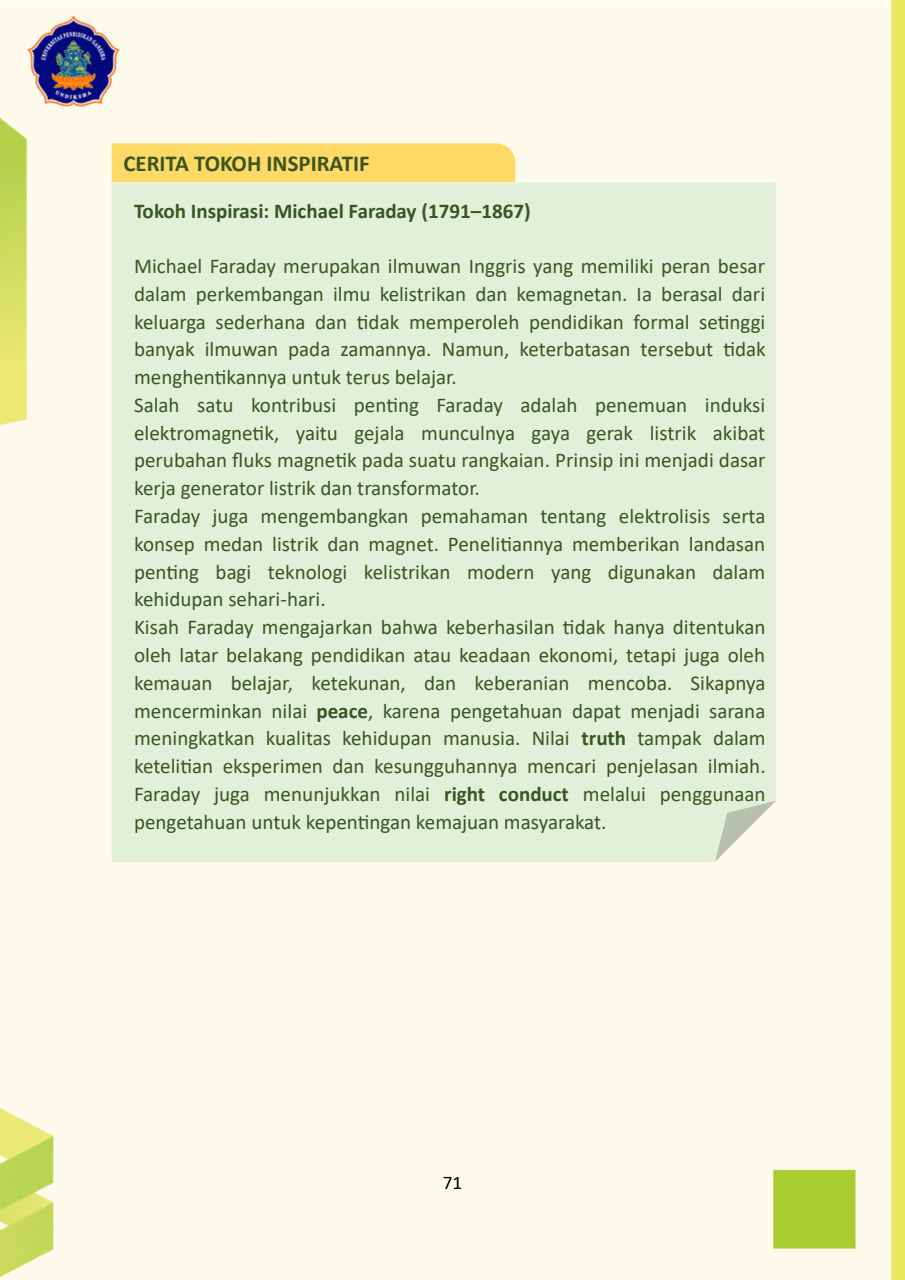 UNIVERSITAS PENDIDIKAN GANESHA
UNDIKSHA
CERITA TOKOH INSPIRATIF
Tokoh Inspirasi: Michael Faraday (1791–1867)
Michael Faraday merupakan ilmuwan Inggris yang memiliki peran besar
dalam perkembangan ilmu kelistrikan dan kemagnetan. Ia berasal dari
keluarga sederhana dan tidak memperoleh pendidikan formal setinggi
banyak ilmuwan pada zamannya. Namun, keterbatasan tersebut tidak
menghentikannya untuk terus belajar.
Salah satu kontribusi penting Faraday adalah penemuan induksi
elektromagnetik, yaitu gejala munculnya gaya gerak listrik akibat
perubahan fluks magnetik pada suatu rangkaian. Prinsip ini menjadi dasar
kerja generator listrik dan transformator.
Faraday juga mengembangkan pemahaman tentang elektrolisis serta
konsep medan listrik dan magnet. Penelitiannya memberikan landasan
penting bagi teknologi kelistrikan modern yang digunakan dalam
kehidupan sehari-hari.
Kisah Faraday mengajarkan bahwa keberhasilan tidak hanya ditentukan
oleh latar belakang pendidikan atau keadaan ekonomi, tetapi juga oleh
kemauan belajar, ketekunan, dan keberanian mencoba. Sikapnya
mencerminkan nilai peace, karena pengetahuan dapat menjadi sarana
meningkatkan kualitas kehidupan manusia. Nilai truth tampak dalam
ketelitian eksperimen dan kesungguhannya mencari penjelasan ilmiah.
Faraday juga menunjukkan nilai right conduct melalui penggunaan
pengetahuan untuk kepentingan kemajuan masyarakat.
71